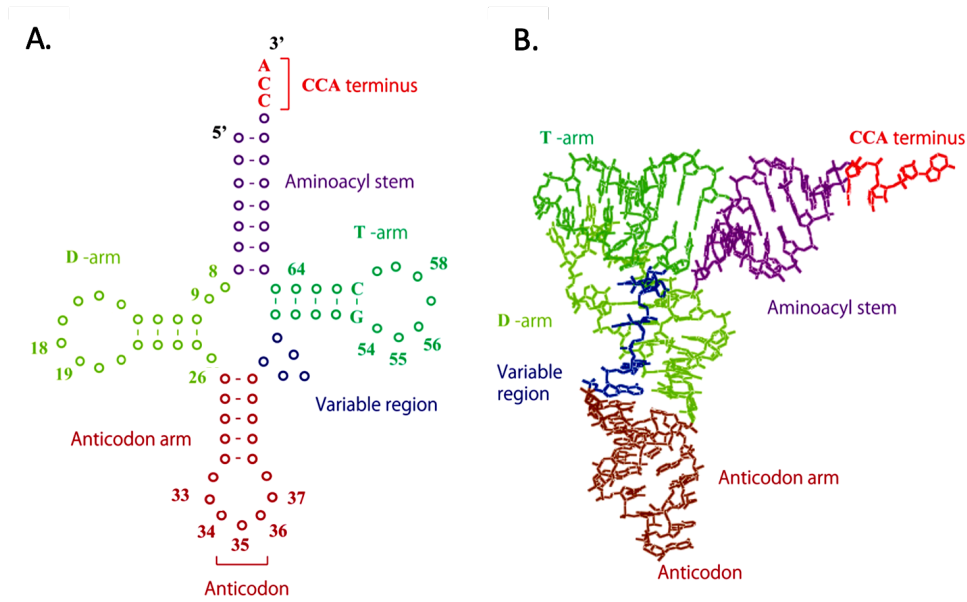 A.
3’
A
C
C
CCA terminus
5’
Aminoacyl stem
T -arm
D -arm
8
64
58
9
C
G
18
19
26
54
55
56
Variable region
Anticodon arm
33
37
34
36
35
Anticodon
B.
T -arm
CCA terminus
Aminoacyl stem
D -arm
Variable
region
Anticodon arm
Anticodon